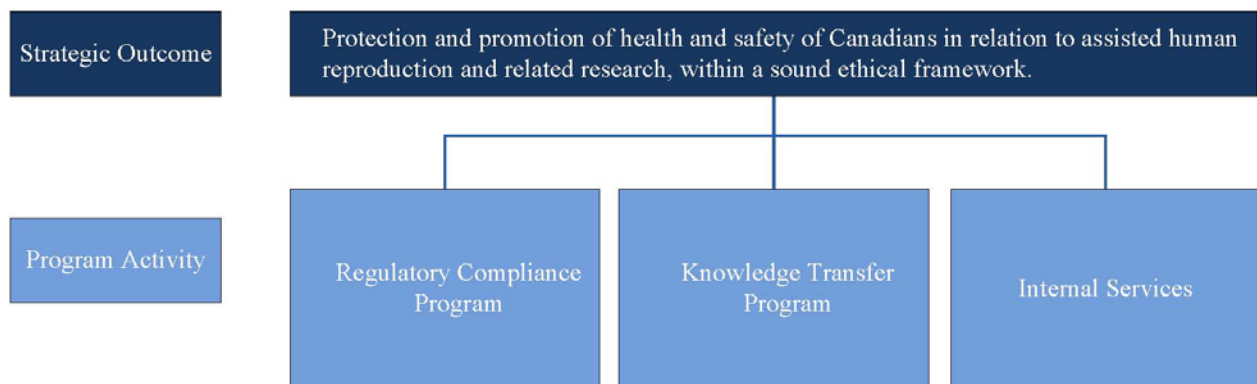 Strategic Outcome
Protection and promotion of health and safety of Canadians in relation to assisted human
reproduction and related research, within a sound ethical framework.
Program Activity
Regulatory Compliance
Program
Knowledge Transfer
Program
Internal Services